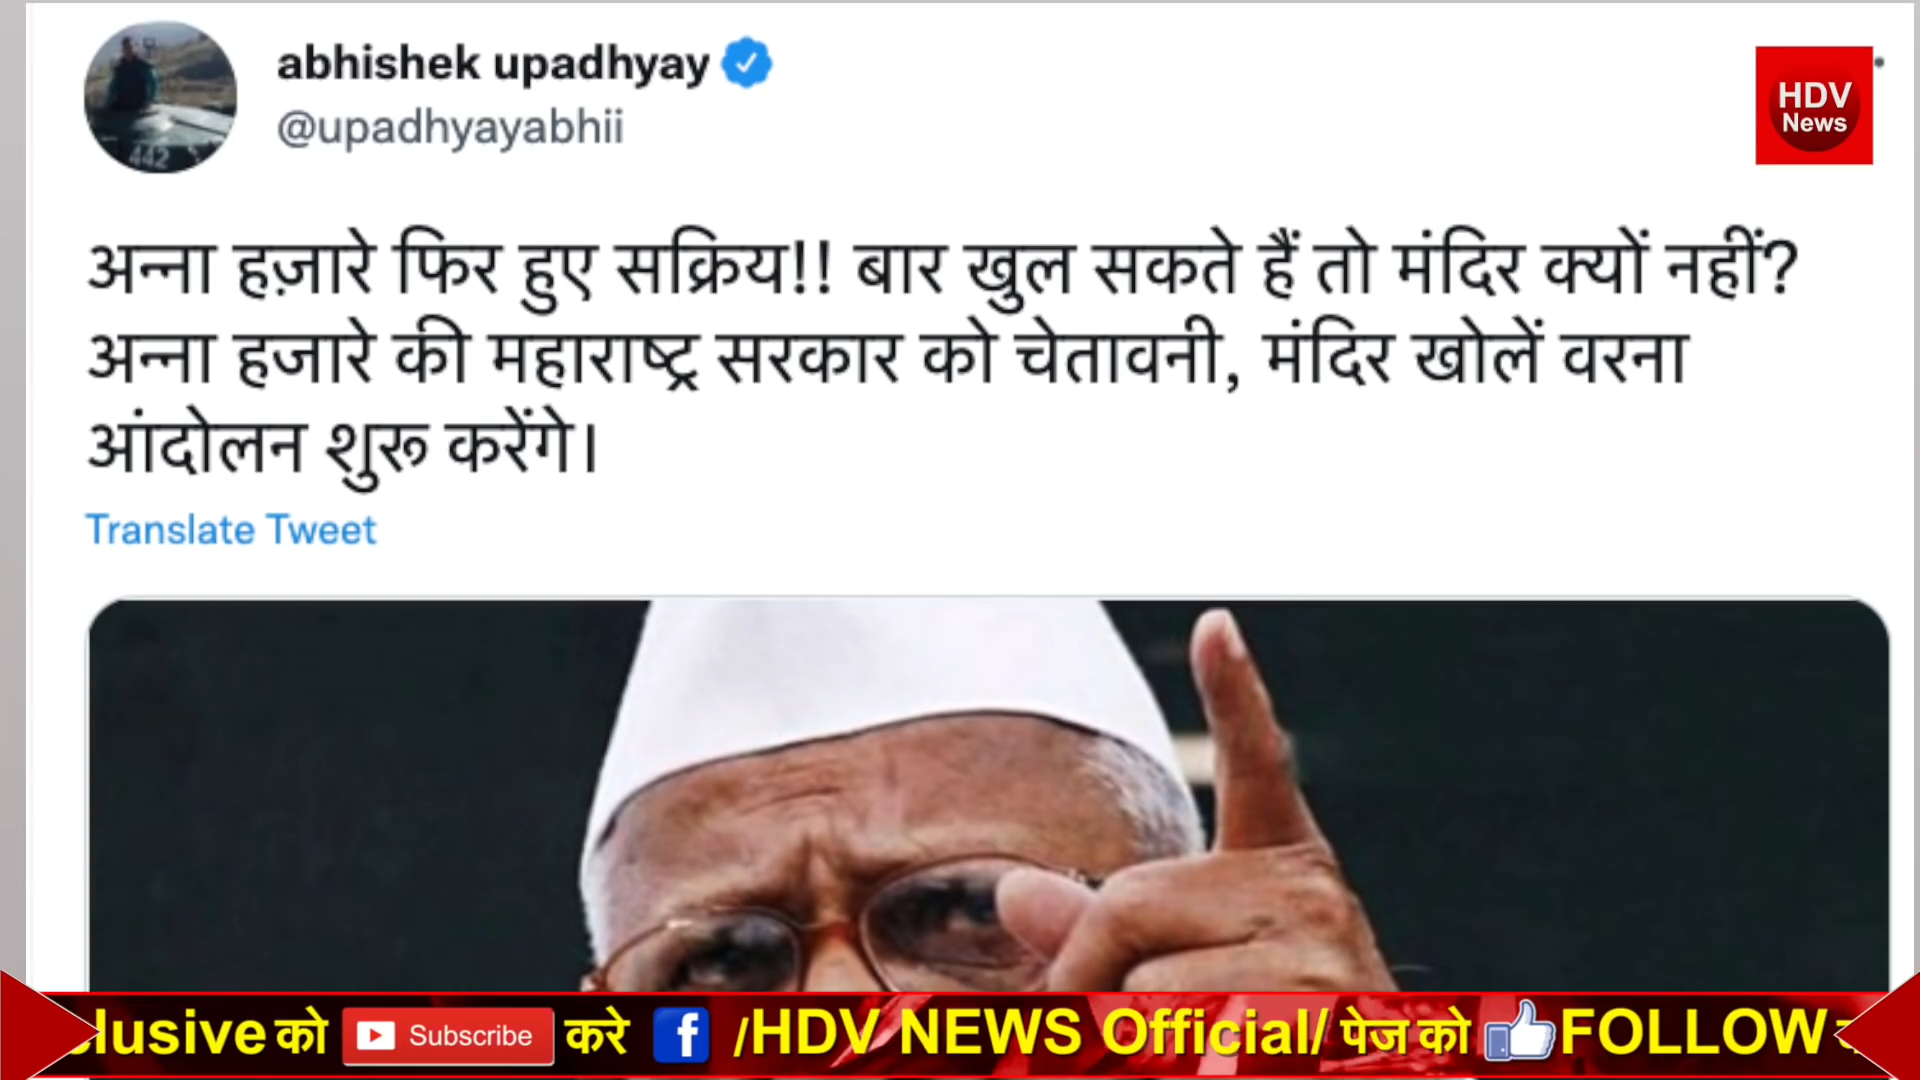 abhishek upadhyay
@upadhyayabhii
HDV
News
अन्ना हज़ारे फिर हुए सक्रिय!! बार खुल सकते हैं तो मंदिर क्यों नहीं?
अन्ना हजारे की महाराष्ट्र सरकार को चेतावनी, मंदिर खोलें वरना
आंदोलन शुरू करेंगे।
Translate Tweet
442
lusive को Subscribe करे f /HDV NEWS Official/ पेज को FOLLOW